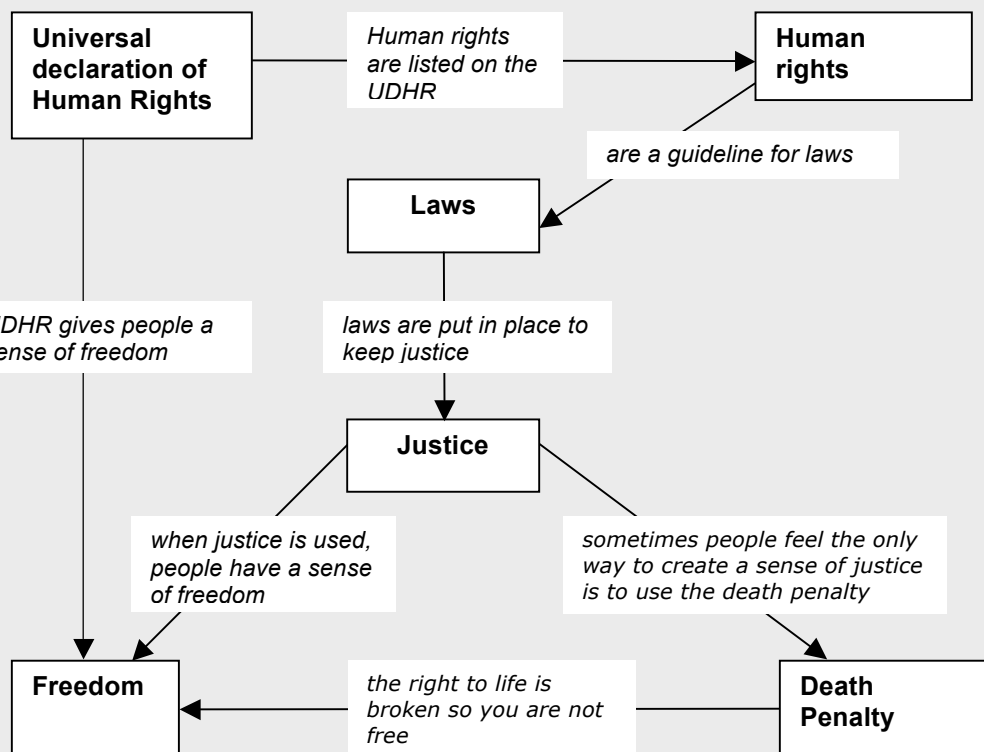 Universal
declaration of
Human Rights
Human rights
are listed on the
UDHR
Human
rights
are a guideline for laws
Laws
DHR gives people a
ense of freedom
laws are put in place to
keep justice
Justice
when justice is used,
people have a sense
of freedom
sometimes people feel the only
way to create a sense of justice
is to use the death penalty
Freedom
the right to life is
broken so you are not
free
Death
Penalty